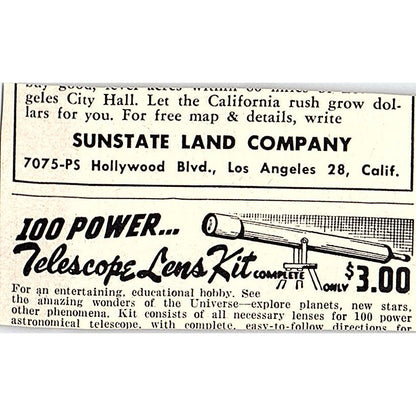 geles City Hall. Let the California rush grow dol-
lars for you. For free map & details, write
SUNSTATE LAND COMPANY
7075-PS Hollywood Blvd., Los Angeles 28, Calif.
100 POWER...
Telescope Lens Kit COMPLETE ONLY $3.00
For an entertaining, educational hobby. See
the amazing wonders of the Universe—explore planets, new stars,
other phenomena. Kit consists of all necessary lenses for 100 power
astronomical telescope, with complete, easy-to-follow directions for